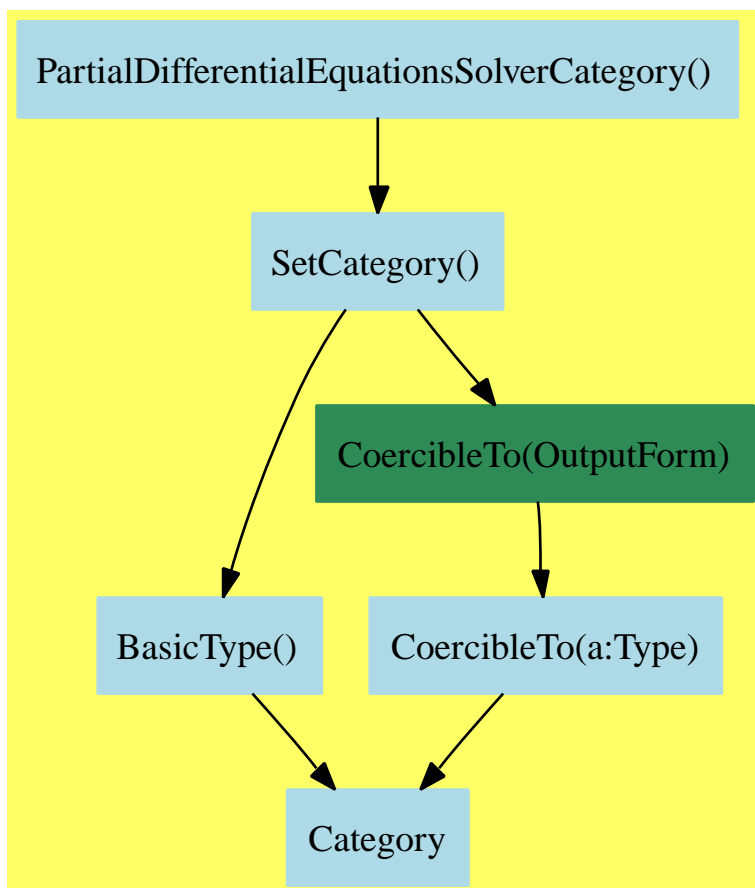 PartialDifferentialEquationsSolverCategory()
SetCategory()
CoercibleTo(OutputForm)
BasicType()
CoercibleTo(a:Type)
Category